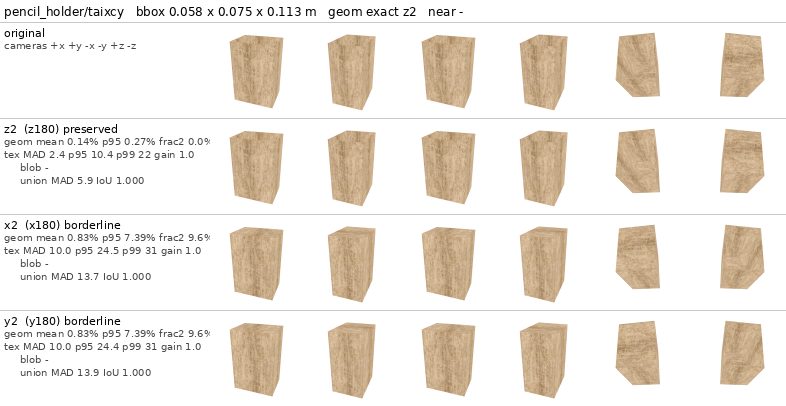 pencil_holder/taixcy bbox 0.058 x 0.075 x 0.113 m geom exact z2 near -
original
cameras +x +y -x -y +z -z
z2 (z180) preserved
geom mean 0.14% p95 0.27% frac2 0.0%
tex MAD 2.4 p95 10.4 p99 22 gain 1.0
blob -
union MAD 5.9 IoU 1.000
x2 (x180) borderline
geom mean 0.83% p95 7.39% frac2 9.6%
tex MAD 10.0 p95 24.5 p99 31 gain 1.0
blob -
union MAD 13.7 IoU 1.000
y2 (y180) borderline
geom mean 0.83% p95 7.39% frac2 9.6%
tex MAD 10.0 p95 24.4 p99 31 gain 1.0
blob -
union MAD 13.9 IoU 1.000